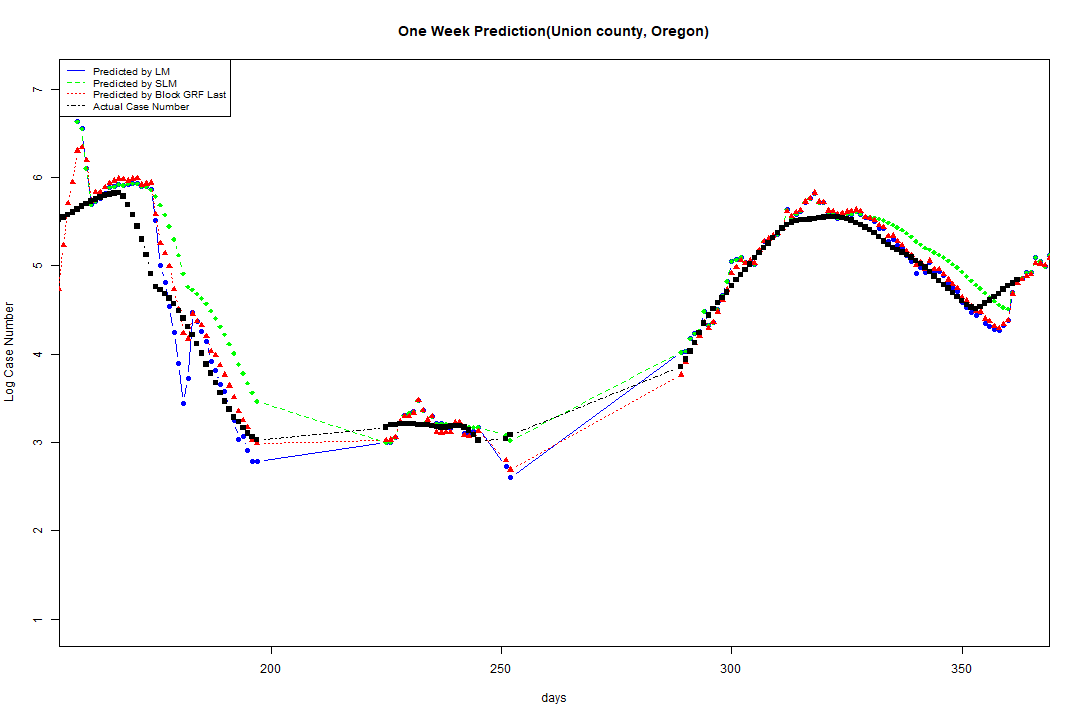 One Week Prediction(Union county, Oregon)
Predicted by LM
Predicted by SLM
Predicted by Block GRF Last
Actual Case Number
7
6
5
4
3
2
1
Log Case Number
200 250 300 350
days